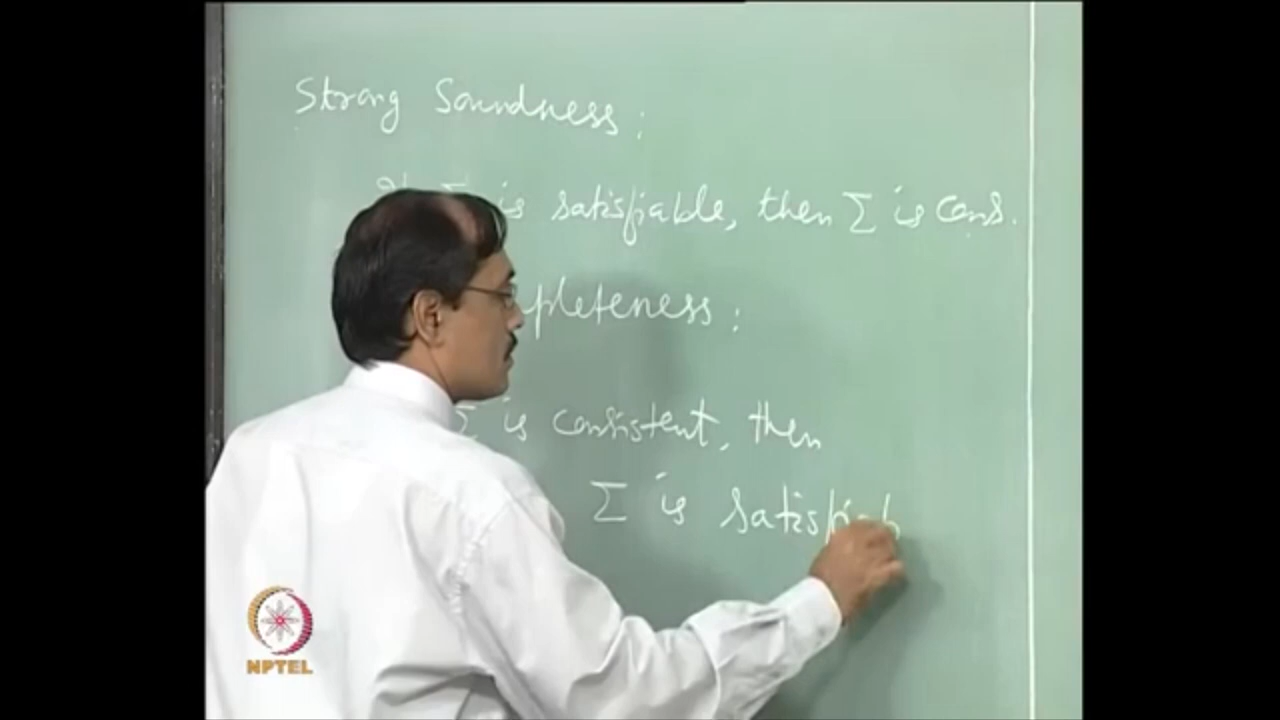 Strong Soundness :
Σ is satisfiable, then Σ is Cons.
pleteness :
Σ is consistent, then
Σ is satisfiab
NPTEL